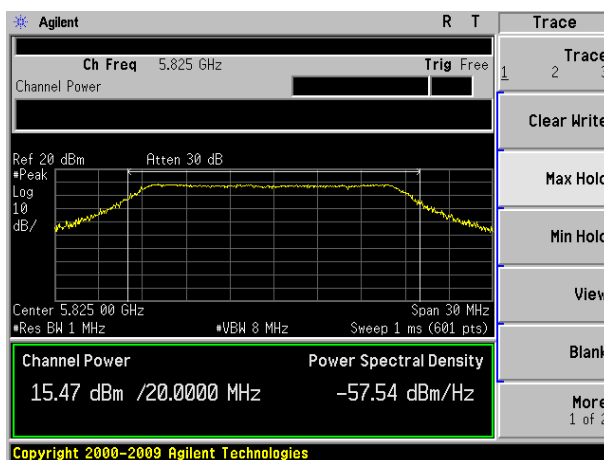 Agilent R T Trace
Ch Freq 5.825 GHz Trig Free
Channel Power
Trace
1 2 3
Clear Write
Max Hold
Min Hold
View
Blank
More
1 of 2
Ref 20 dBm Atten 30 dB
#Peak
Log
10
dB/
Center 5.825 00 GHz Span 30 MHz
#Res BW 1 MHz #VBW 8 MHz Sweep 1 ms (601 pts)
Channel Power Power Spectral Density
15.47 dBm /20.0000 MHz -57.54 dBm/Hz
Copyright 2000-2009 Agilent Technologies